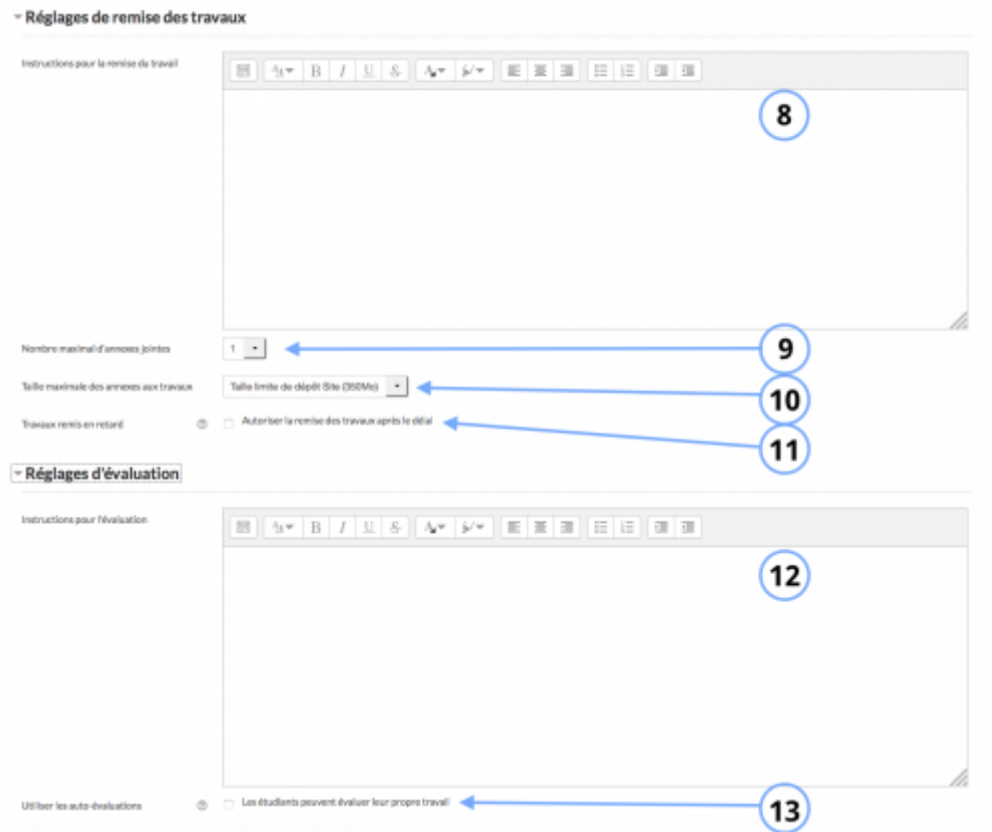 Réglages de remise des travaux
Instructions pour la remise du travail
B I U S
8
Nombre maximal d'annexes jointes
1
9
Taille maximale des annexes aux travaux
Taille limite de dépôt Site (350Mo)
10
Travaux remis en retard
Autoriser la remise des travaux après le délai
11
Réglages d'évaluation
Instructions pour l'évaluation
B I U S
12
Utiliser les auto-évaluations
Les étudiants peuvent évaluer leur propre travail
13